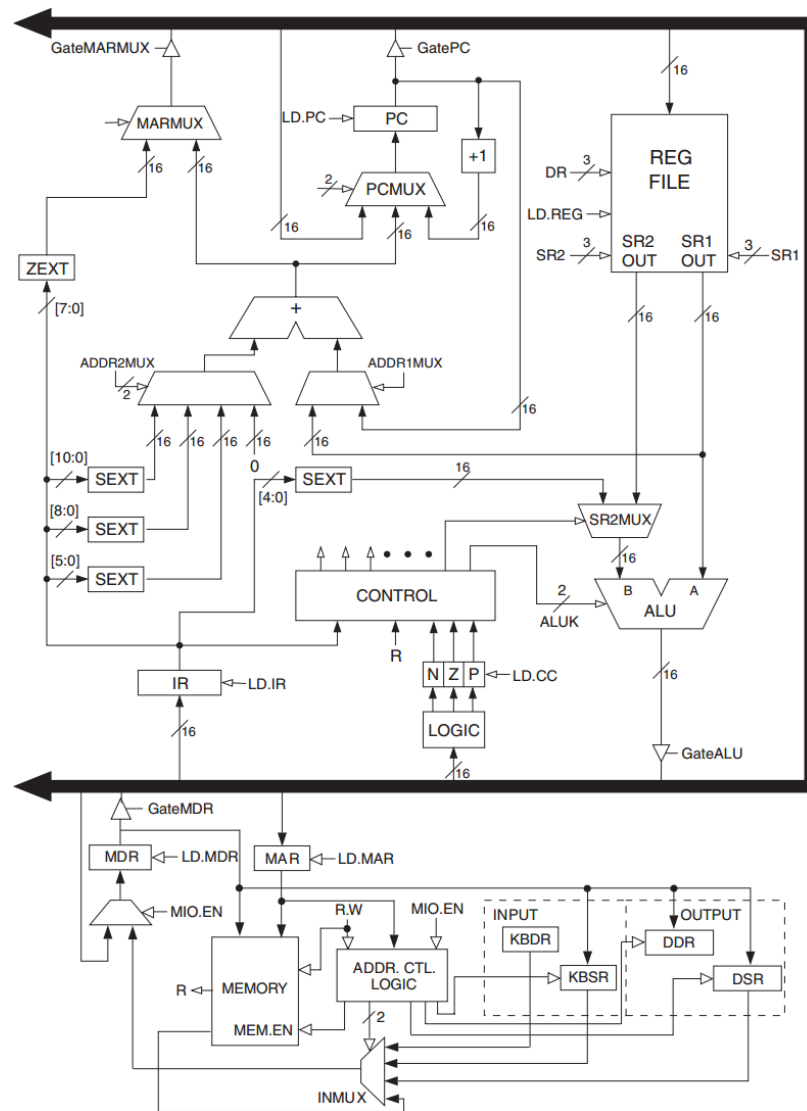 GateMARMUX
GatePC
16
MARMUX
LD.PC
PC
+1
REG
FILE
DR
3
LD.REG
16
16
2
PCMUX
16
16
16
SR2
3
SR2
OUT
SR1
OUT
3
SR1
ZEXT
[7:0]
+
16
16
ADDR2MUX
2
ADDR1MUX
16
16
16
16
16
16
0
[10:0]
SEXT
[4:0]
SEXT
16
[8:0]
SEXT
SR2MUX
[5:0]
SEXT
16
CONTROL
2
ALUK
B
A
ALU
R
IR
LD.IR
N
Z
P
LD.CC
16
16
LOGIC
16
GateALU
GateMDR
MDR
LD.MDR
MAR
LD.MAR
MIO.EN
R.W
MIO.EN
INPUT
OUTPUT
KBDR
DDR
MEMORY
R
ADDR. CTL.
LOGIC
KBSR
DSR
MEM.EN
2
INMUX